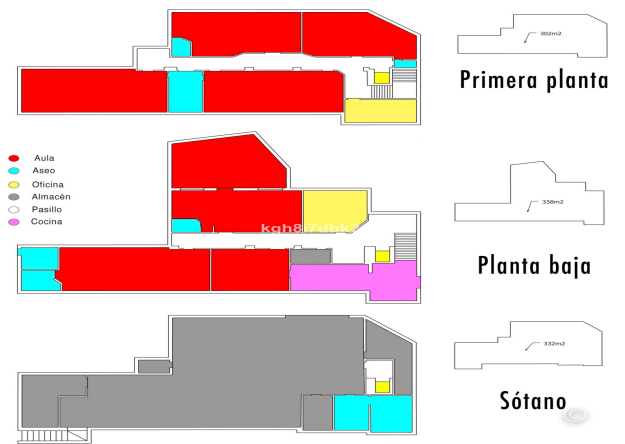 302m2
Primera planta
Aula
Aseo
Oficina
Almacén
Pasillo
Cocina
338m2
Planta baja
332m2
Sótano